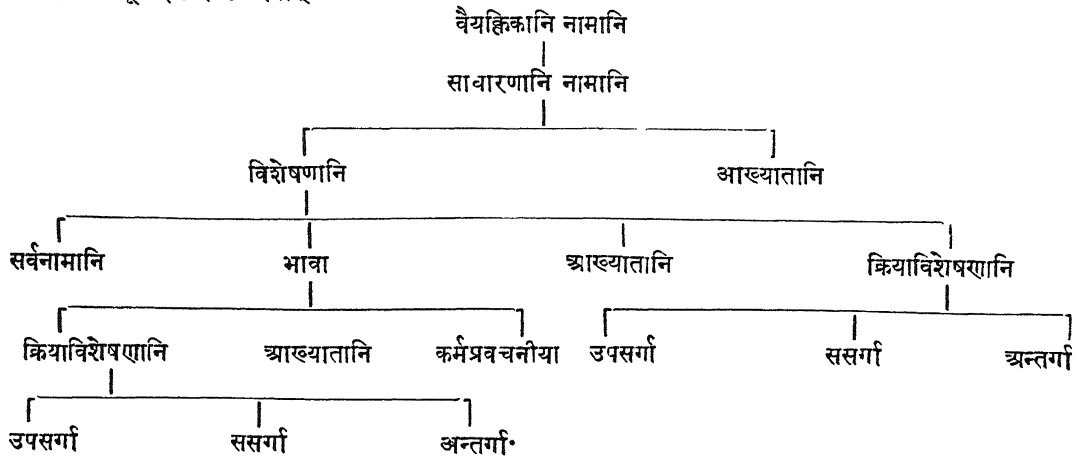 वैयक्तिकानि नामानि
साधारणानि नामानि
विशेषणानि आख्यातानि
सर्वनामानि भावा आख्यातानि क्रियाविशेषणानि
क्रियाविशेषणानि आख्यातानि कर्मप्रवचनीया उपसर्गा ससर्गा अन्तर्गा
उपसर्गा ससर्गा अन्तर्गा॰